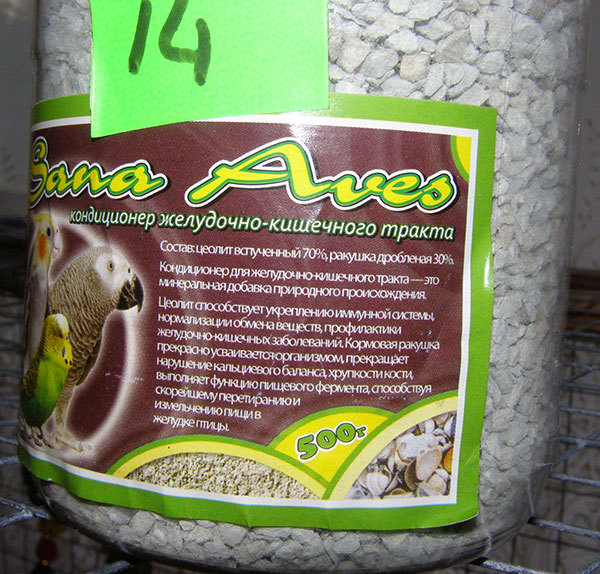 14
Sana Aves
кондиционер желудочно-кишечного тракта
Состав: цеолит вспученный 70%, ракушка дробленая 30%.
Кондиционер для желудочно-кишечного тракта — это
минеральная добавка природного происхождения.
Цеолит способствует укреплению иммунной системы,
нормализации обмена веществ, профилактики
желудочно-кишечных заболеваний. Кормовая ракушка
прекрасно усваивается организмом, прекращает
нарушение кальциевого баланса, хрупкости кости,
выполняет функцию пищевого фермента, способствуя
скорейшему перетиранию и
измельчению пищи в
желудке птицы.
500г